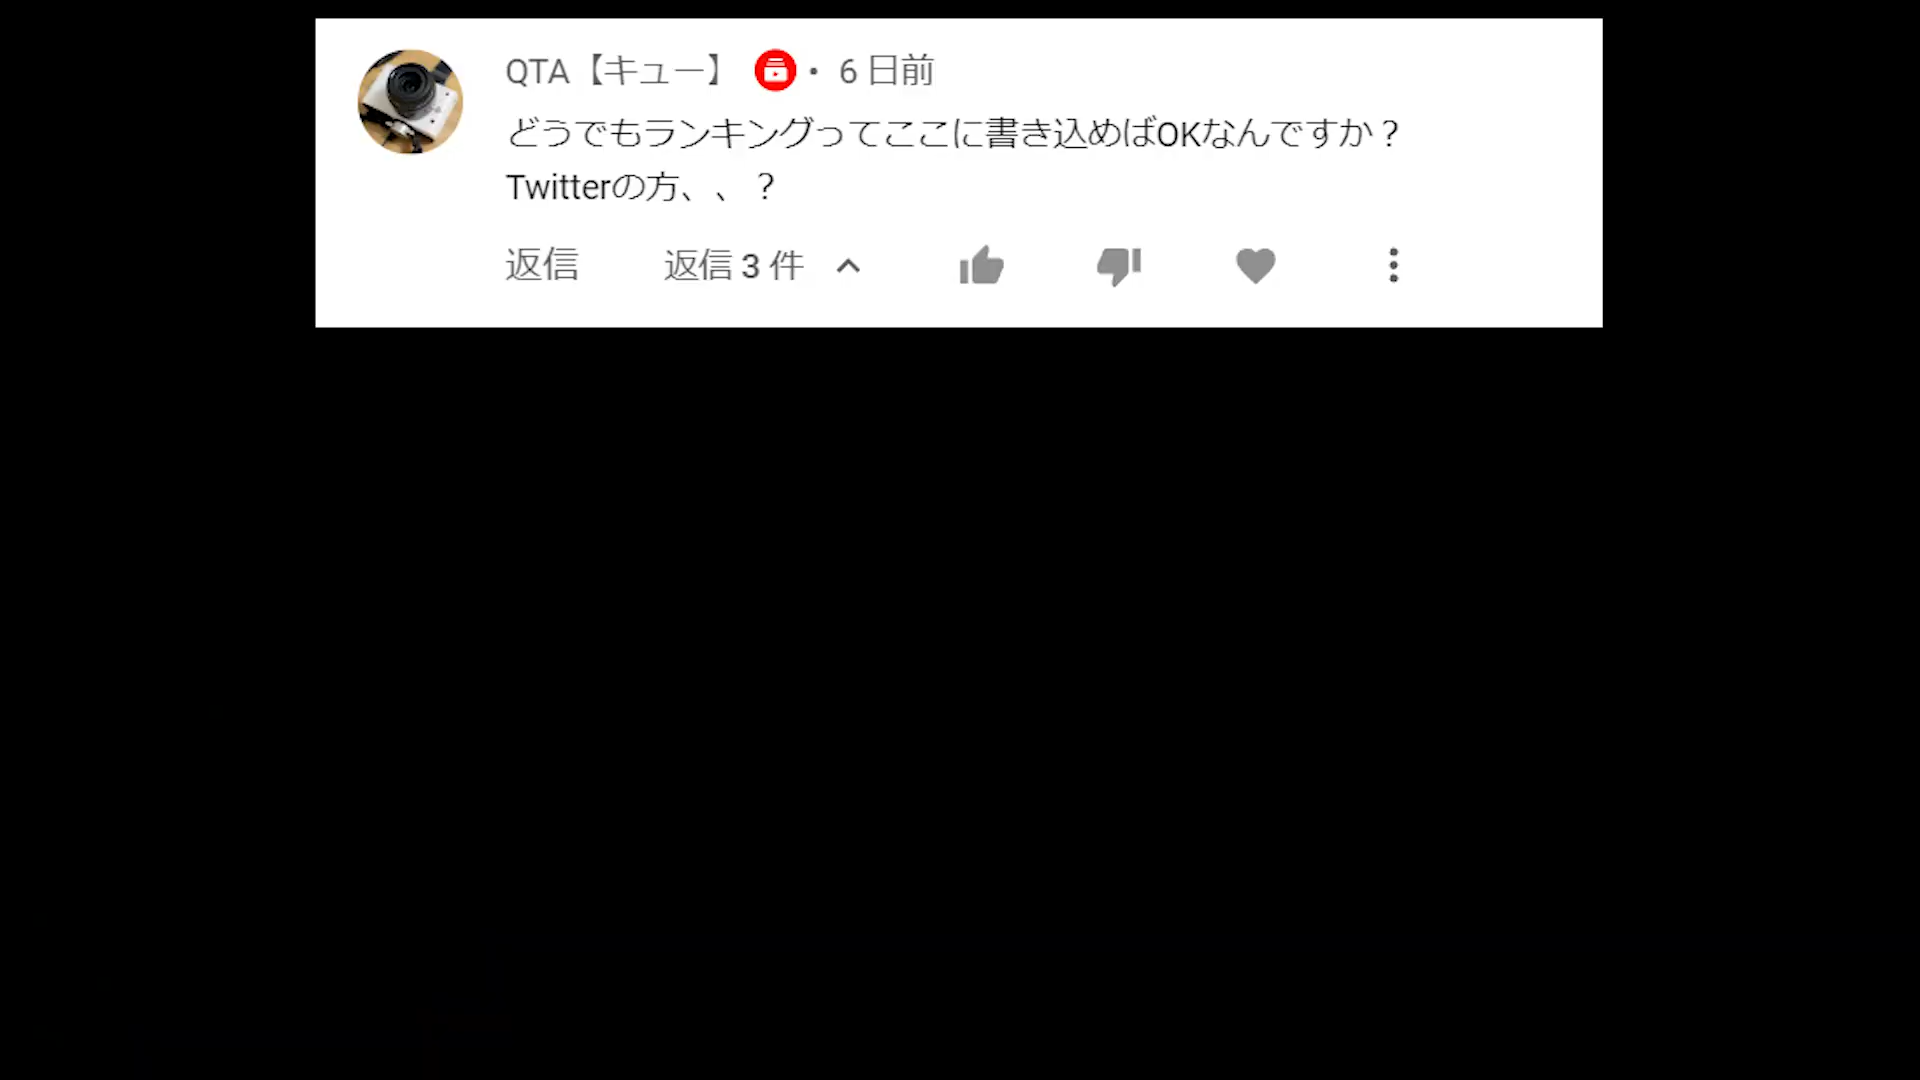 QTA【キュー】 • 6 日前
どうでもランキングってここに書き込めばOKなんですか？
Twitterの方、、？
返信 返信 3 件